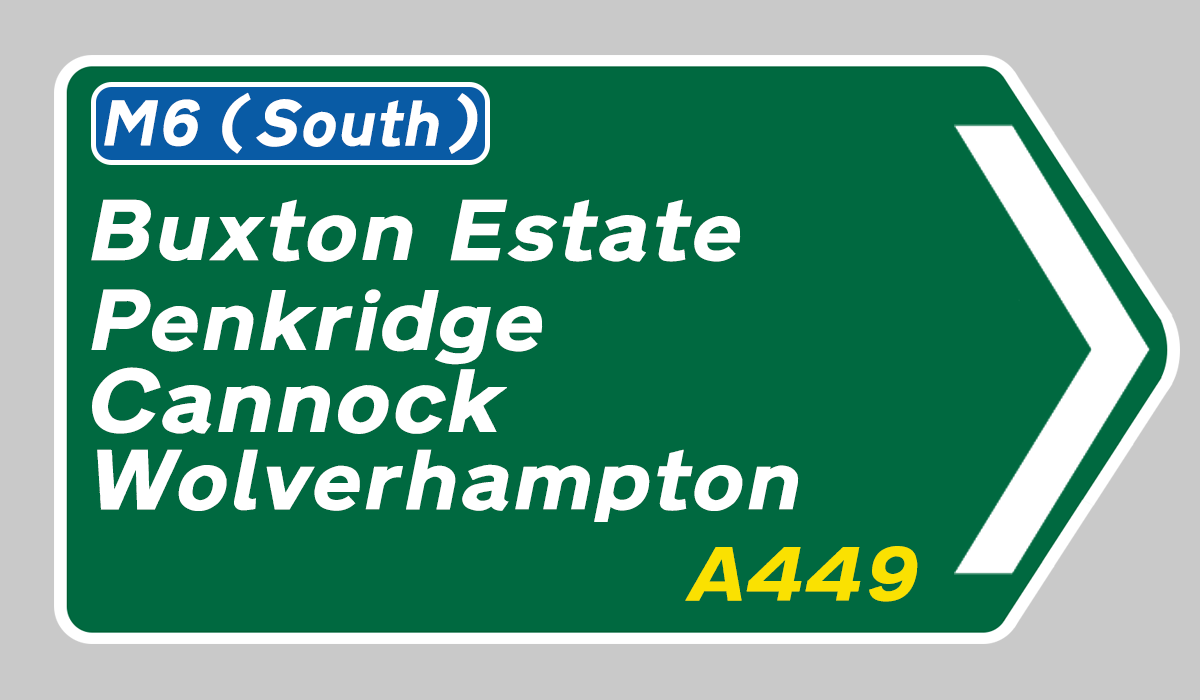 M6 (South)
Buxton Estate
Penkridge
Cannock
Wolverhampton
A449